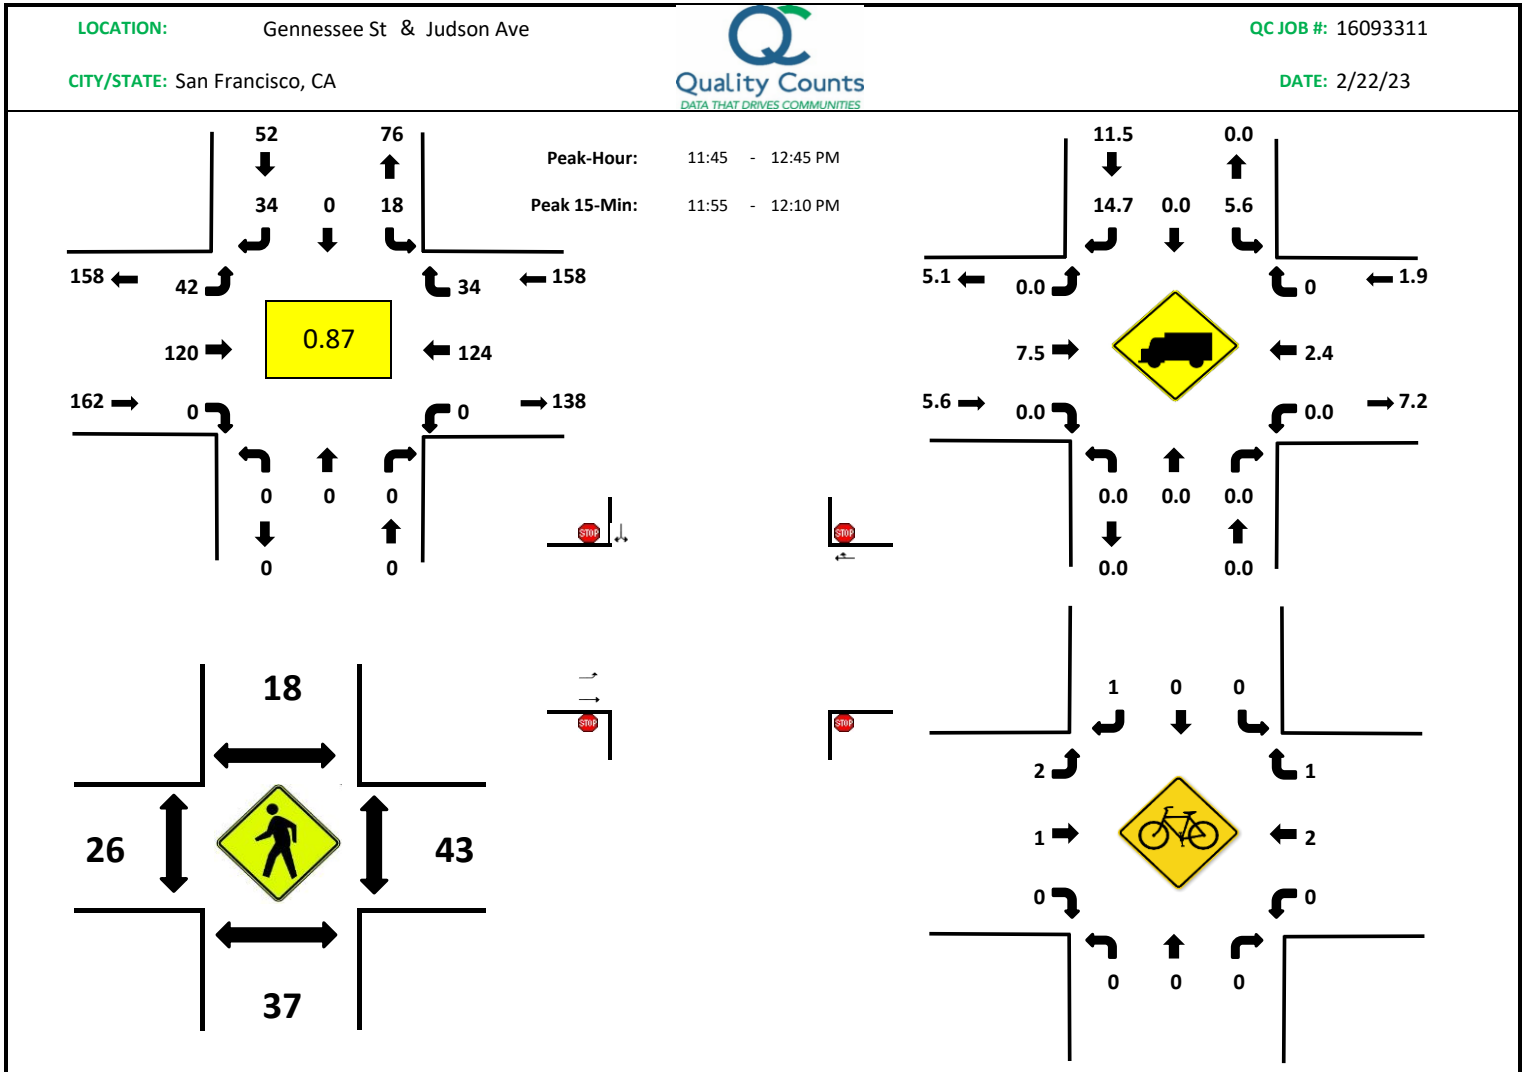 LOCATION: Gennessee St & Judson Ave
QC JOB #: 16093311
QC
Quality Counts
DATA THAT DRIVES COMMUNITIES
CITY/STATE: San Francisco, CA
DATE: 2/22/23
Peak-Hour: 11:45 - 12:45 PM
Peak 15-Min: 11:55 - 12:10 PM
52 76
34 0 18
158 42 34 158
0.87
120 124
162 0 0 138
0 0 0
0 0
11.5 0.0
14.7 0.0 5.6
5.1 0.0 0 1.9
7.5 2.4
5.6 0.0 0.0 7.2
0.0 0.0 0.0
0.0 0.0
STOP STOP
STOP STOP
18
26 43
37
1 0 0
2 1
1 2
0 0
0 0 0